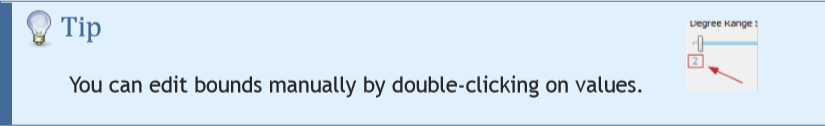 Tip
Degree Range
2
You can edit bounds manually by double-clicking on values.